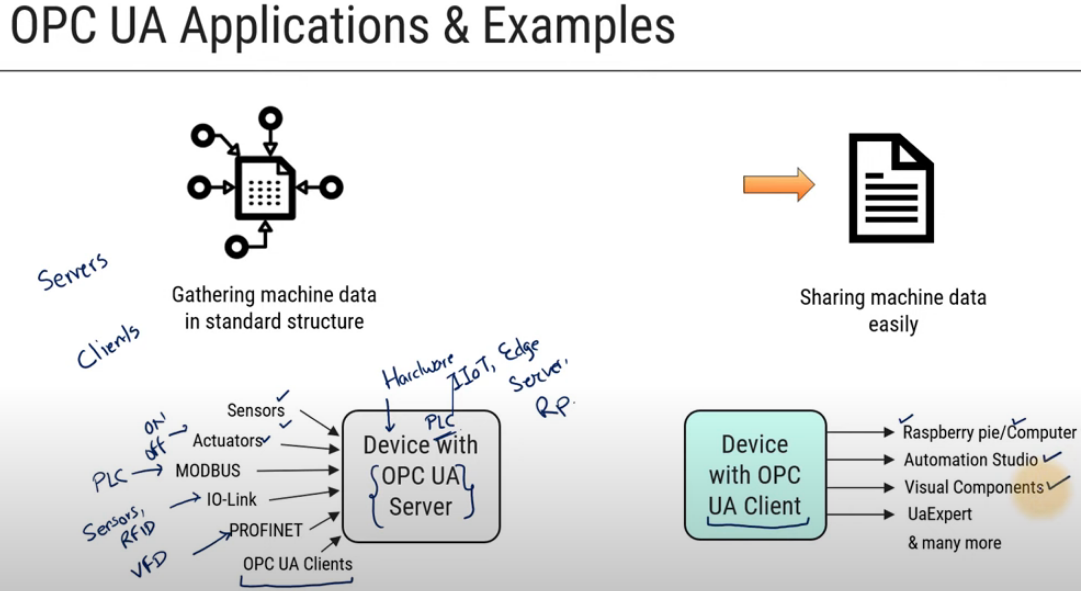 OPC UA Applications & Examples
Servers
Clients
Gathering machine data
in standard structure
Sharing machine data
easily
Hardware
IIoT, Edge
Server,
RP.
PLC
Device with
OPC UA
Server
Sensors
ON/
off
Actuators
PLC
MODBUS
Sensors,
RFID
IO-Link
VFD
PROFINET
OPC UA Clients
Device
with OPC
UA Client
Raspberry pie/Computer
Automation Studio
Visual Components
UaExpert
& many more